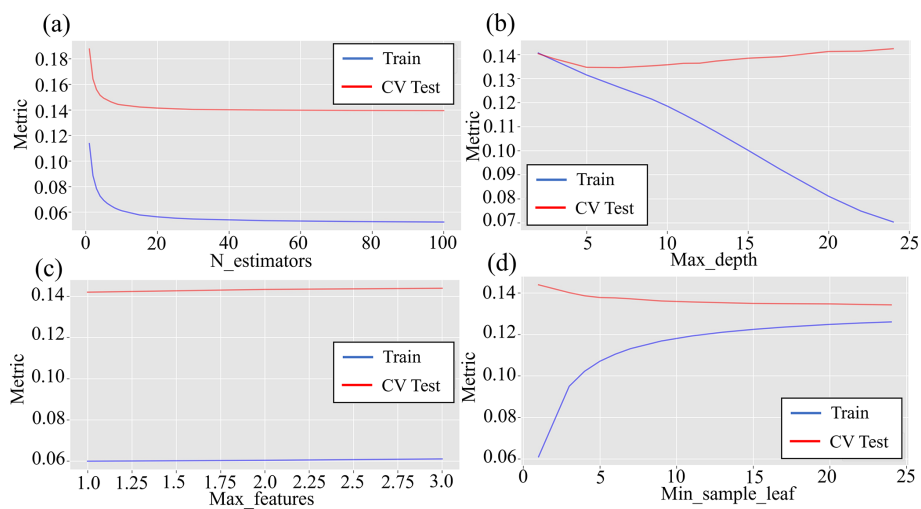 (a)
Metric
0.18
0.16
0.14
0.12
0.10
0.08
0.06
Train
CV Test
0 20 40 60 80 100
N_estimators
(b)
Metric
0.14
0.13
0.12
0.11
0.10
0.09
0.08
0.07
Train
CV Test
5 10 15 20 25
Max_depth
(c)
Metric
0.14
0.12
0.10
0.08
0.06
Train
CV Test
1.0 1.25 1.5 1.75 2.0 2.25 2.5 2.75 3.0
Max_features
(d)
Metric
0.14
0.12
0.10
0.08
0.06
Train
CV Test
0 5 10 15 20 25
Min_sample_leaf